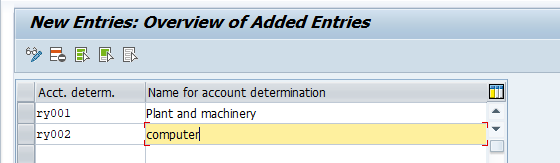 New Entries: Overview of Added Entries
Acct. determ. Name for account determination
ry001 Plant and machinery
ry002 computer